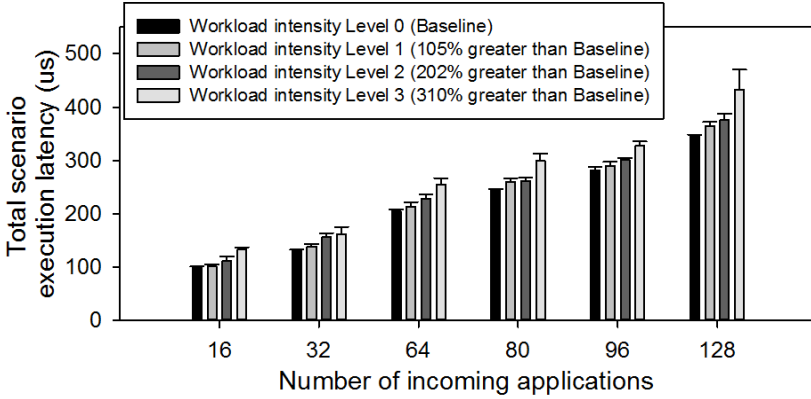 Workload intensity Level 0 (Baseline)
Workload intensity Level 1 (105% greater than Baseline)
Workload intensity Level 2 (202% greater than Baseline)
Workload intensity Level 3 (310% greater than Baseline)
Total scenario
execution latency (us)
500
400
300
200
100
0
16 32 64 80 96 128
Number of incoming applications